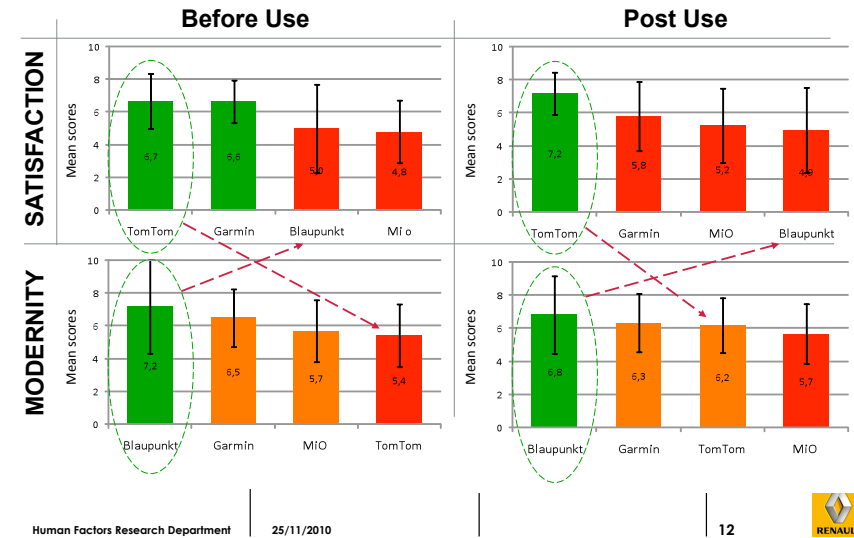 Before Use
Post Use
SATISFACTION
Mean scores
10
8
6
4
2
0
6,7
6,6
5,0
4,8
TomTom Garmin Blaupunkt Mi o
Mean scores
10
8
6
4
2
0
7,2
5,8
5,2
4,9
TomTom Garmin MiO Blaupunkt
MODERNITY
Mean scores
10
8
6
4
2
0
7,2
6,5
5,7
5,4
Blaupunkt Garmin MiO TomTom
Mean scores
10
8
6
4
2
0
6,8
6,3
6,2
5,7
Blaupunkt Garmin TomTom MiO
Human Factors Research Department 25/11/2010 12
RENAUL